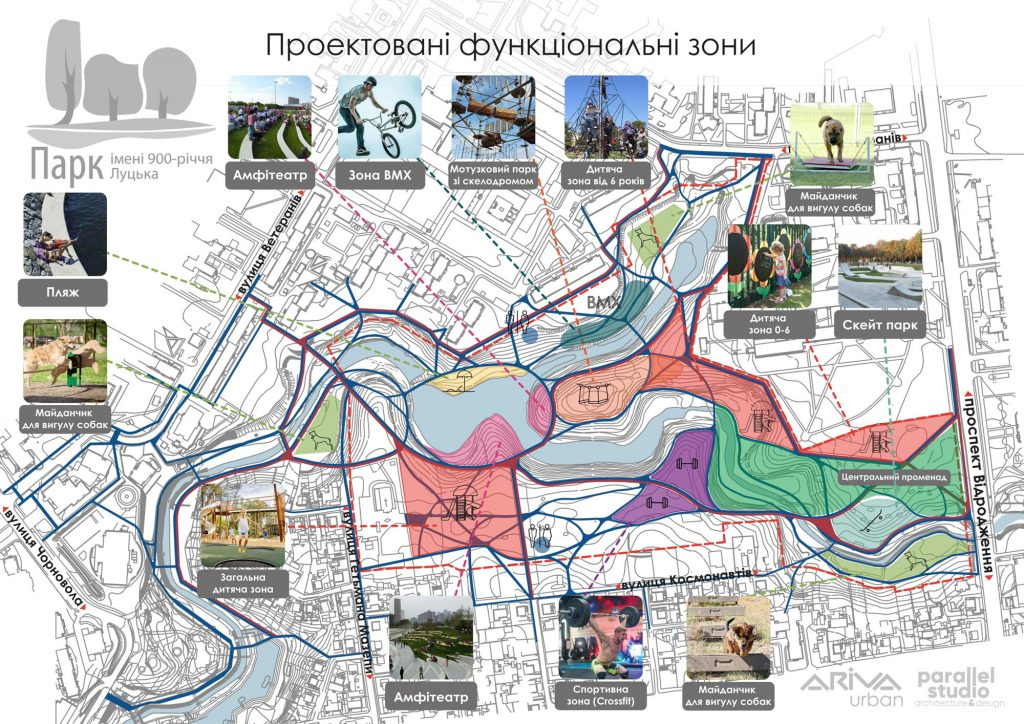 Проектовані функціональні зони
Парк
імені 900-річчя
Луцька
Амфітеатр
Зона BMX
Мотузковий парк
зі скелодромом
Дитяча
зона від 6 років
анів
Майданчик
для вигулу собак
вулиця Ветеранів
Пляж
Дитяча
зона 0-6
Скейт парк
BMX
Майданчик
для вигулу собак
Центральний променад
проспект Відродження
вулиця Чорновола
вулиця Гетьмана Мазепи
Загальна
дитяча зона
вулиця Космонавтів
Амфітеатр
Спортивна
зона (Crossfit)
Майданчик
для вигулу собак
ARIVA
urban
parallel
studio
architecture&design